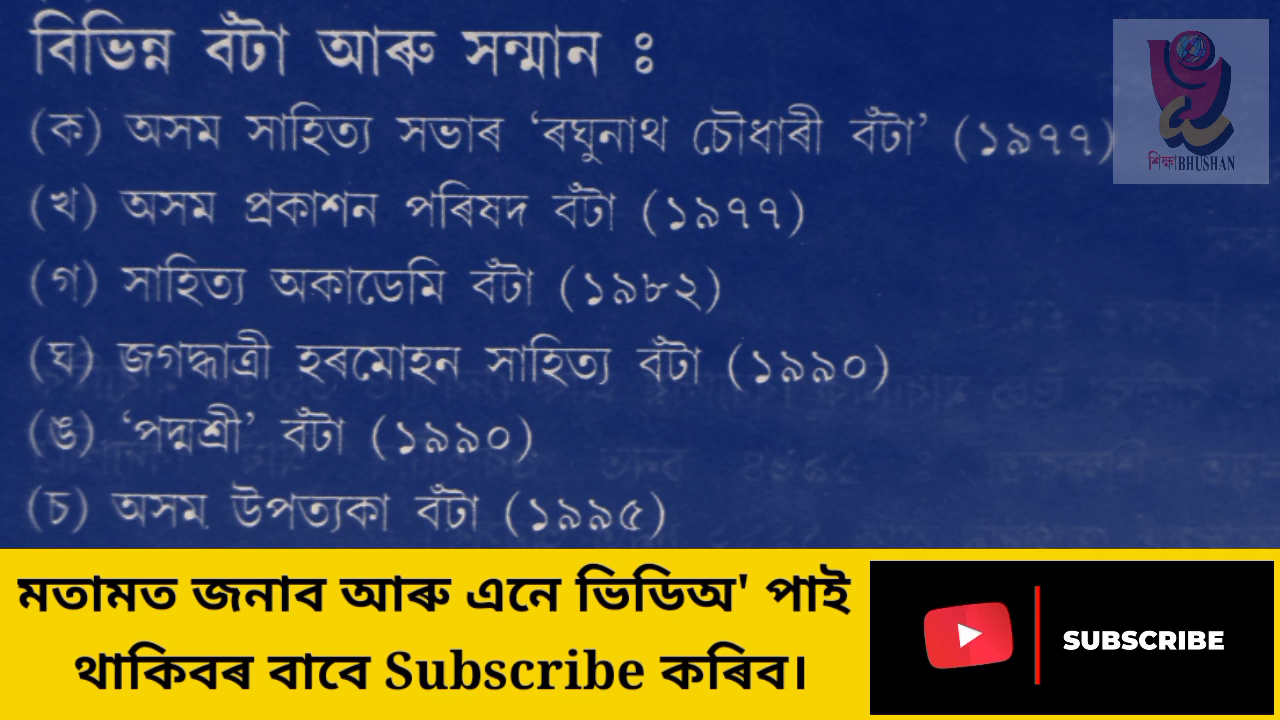 বিভিন্ন বঁটা আৰু সন্মান ঃ
(ক) অসম সাহিত্য সভাৰ ‘ৰঘুনাথ চৌধাৰী বঁটা’ (১৯৭৭)
শিক্ষাBHUSHAN
(খ) অসম প্ৰকাশন পৰিষদ বঁটা (১৯৭৭)
(গ) সাহিত্য অকাডেমি বঁটা (১৯৮২)
(ঘ) জগদ্ধাত্ৰী হৰমোহন সাহিত্য বঁটা (১৯৯০)
(ঙ) ‘পদ্মশ্ৰী’ বঁটা (১৯৯০)
(চ) অসম উপত্যকা বঁটা (১৯৯৫)
মতামত জনাব আৰু এনে ভিডিঅ' পাই
থাকিবৰ বাবে Subscribe কৰিব।
SUBSCRIBE